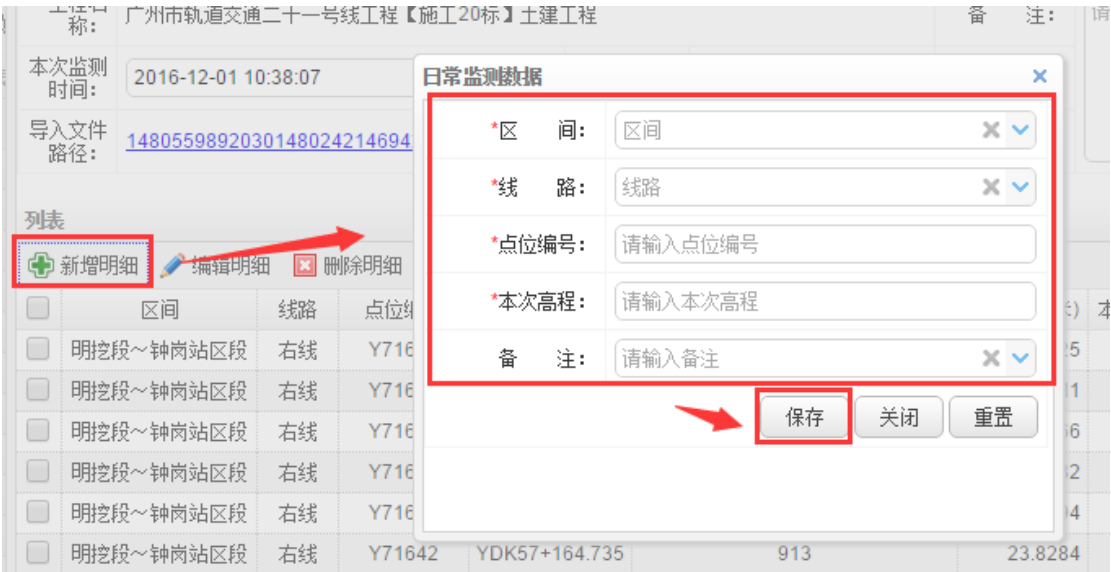 工程名称：
广州市轨道交通二十一号线工程【施工20标】土建工程
备 注：
请
本次监测时间：
2016-12-01 10:38:07
导入文件路径：
14805598920301480242146942
日常监测数据
*区 间：
区间
*线 路：
线路
*点位编号：
请输入点位编号
*本次高程：
请输入本次高程
备 注：
请输入备注
保存 关闭 重置
列表
新增明细 编辑明细 删除明细
区间 线路 点位编 本
明挖段～钟岗站区段 右线 Y716 5
明挖段～钟岗站区段 右线 Y716 1
明挖段～钟岗站区段 右线 Y716 6
明挖段～钟岗站区段 右线 Y716 2
明挖段～钟岗站区段 右线 Y716 4
明挖段～钟岗站区段 右线 Y71642 YDK57+164.735 913 23.8284